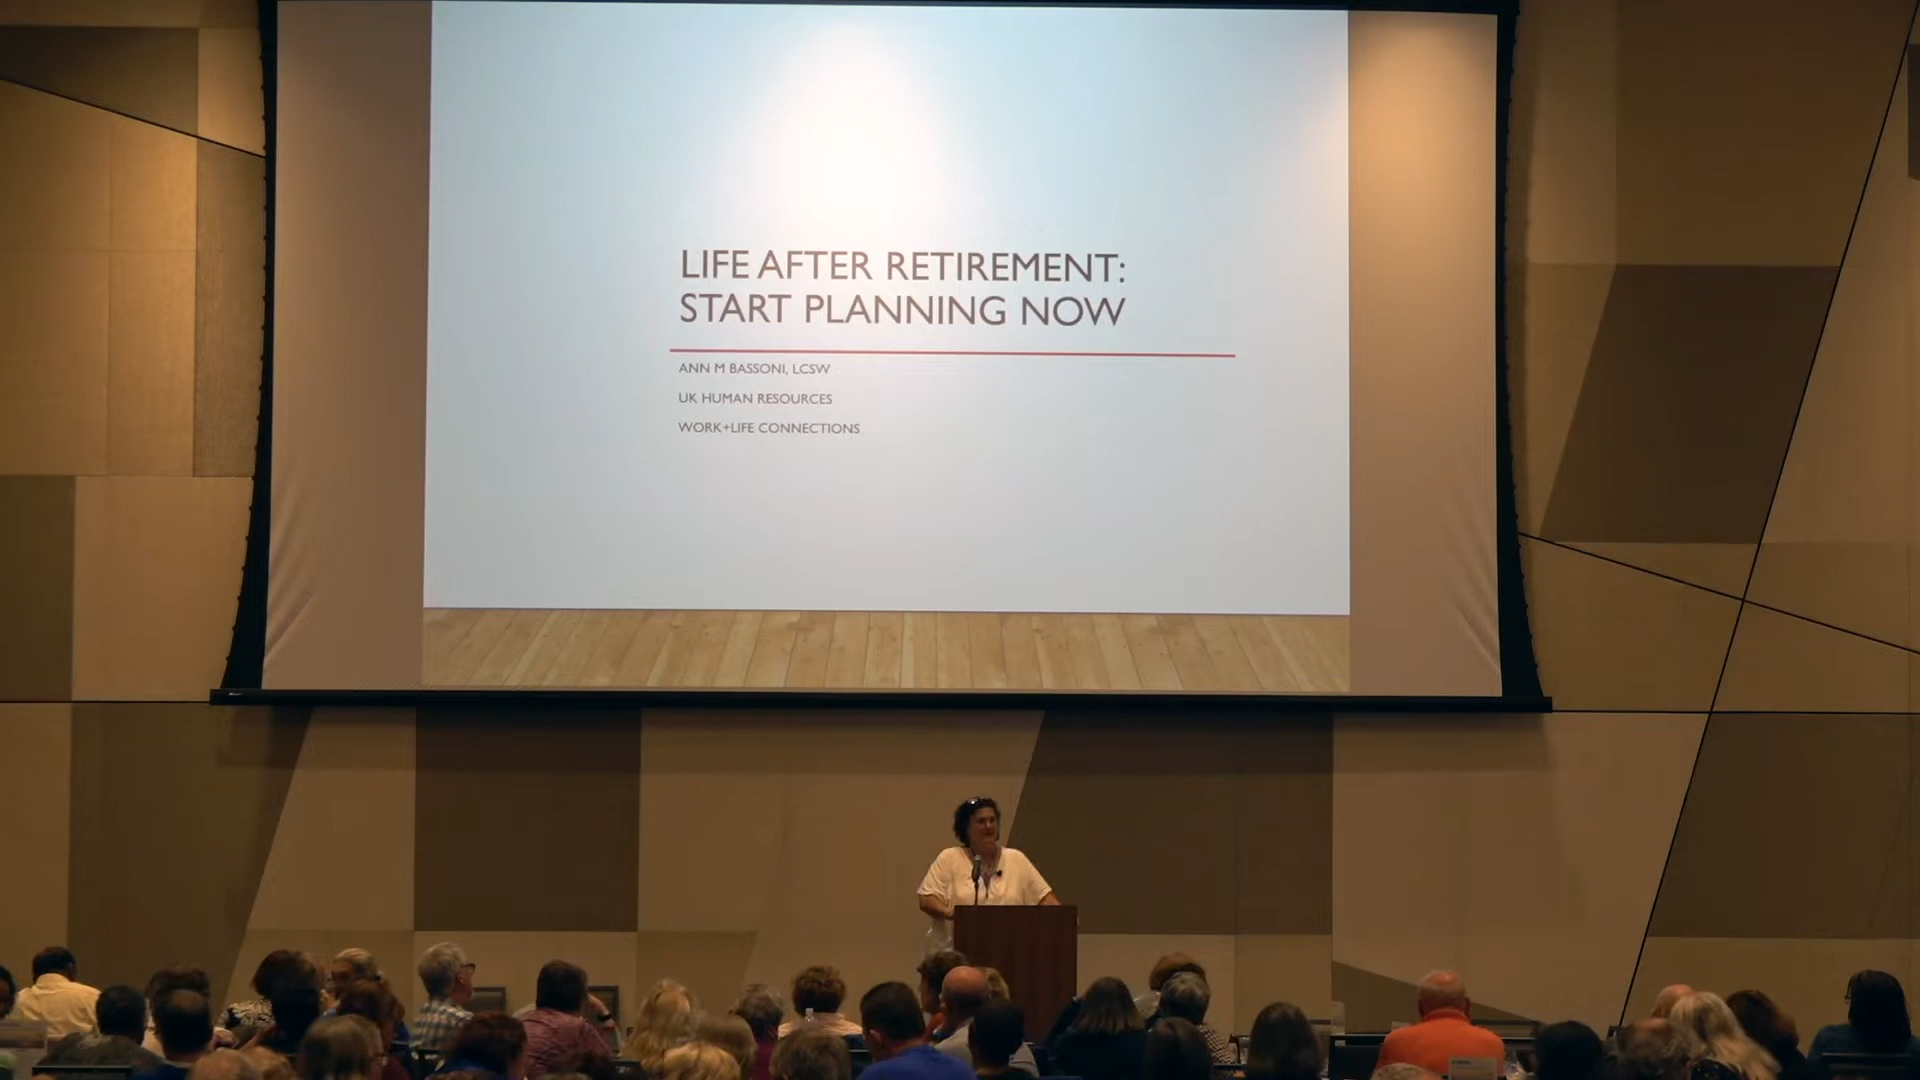 LIFE AFTER RETIREMENT:
START PLANNING NOW
ANN M BASSONI, LCSW
UK HUMAN RESOURCES
WORK+LIFE CONNECTIONS